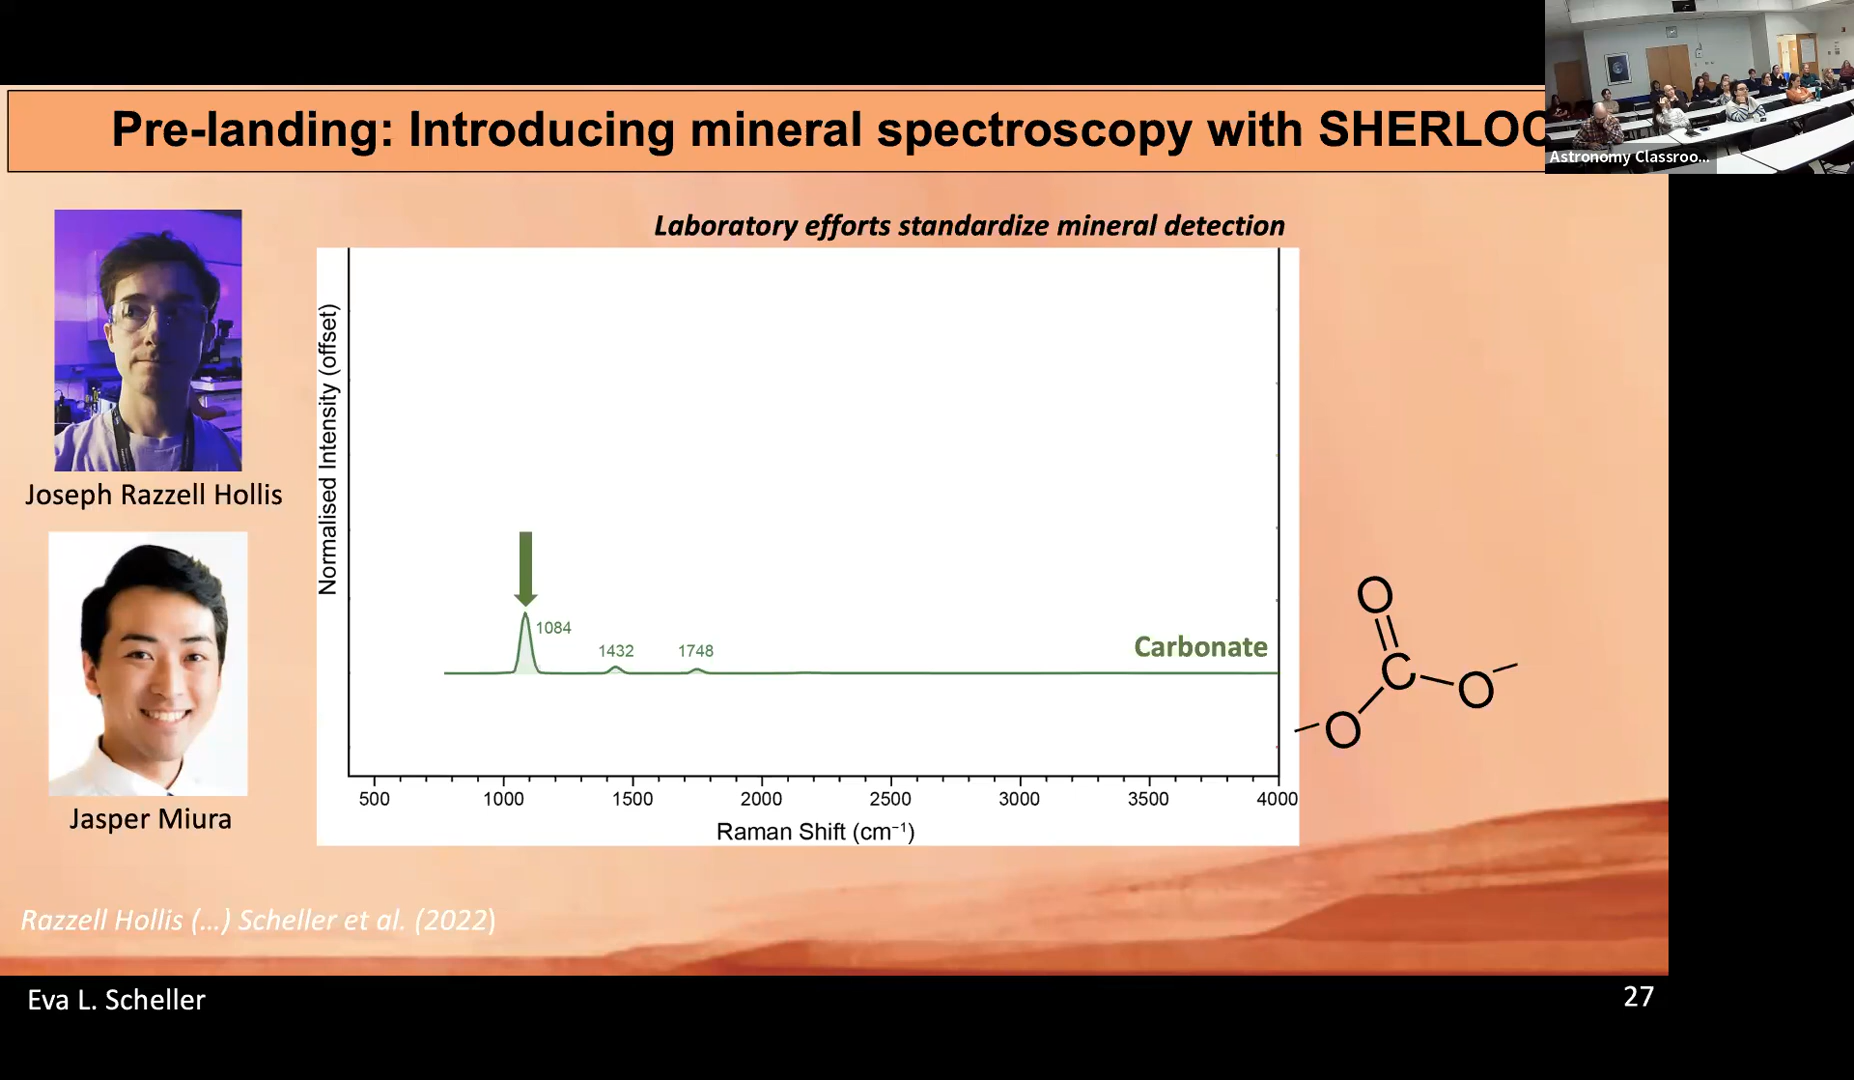 Pre-landing: Introducing mineral spectroscopy with SHERLOC
Astronomy Classroo...
Laboratory efforts standardize mineral detection
Joseph Razzell Hollis
Jasper Miura
Normalised Intensity (offset)
1084
1432
1748
Carbonate
500 1000 1500 2000 2500 3000 3500 4000
Raman Shift (cm⁻¹)
O
C
O
O
Razzell Hollis (...) Scheller et al. (2022)
Eva L. Scheller
27